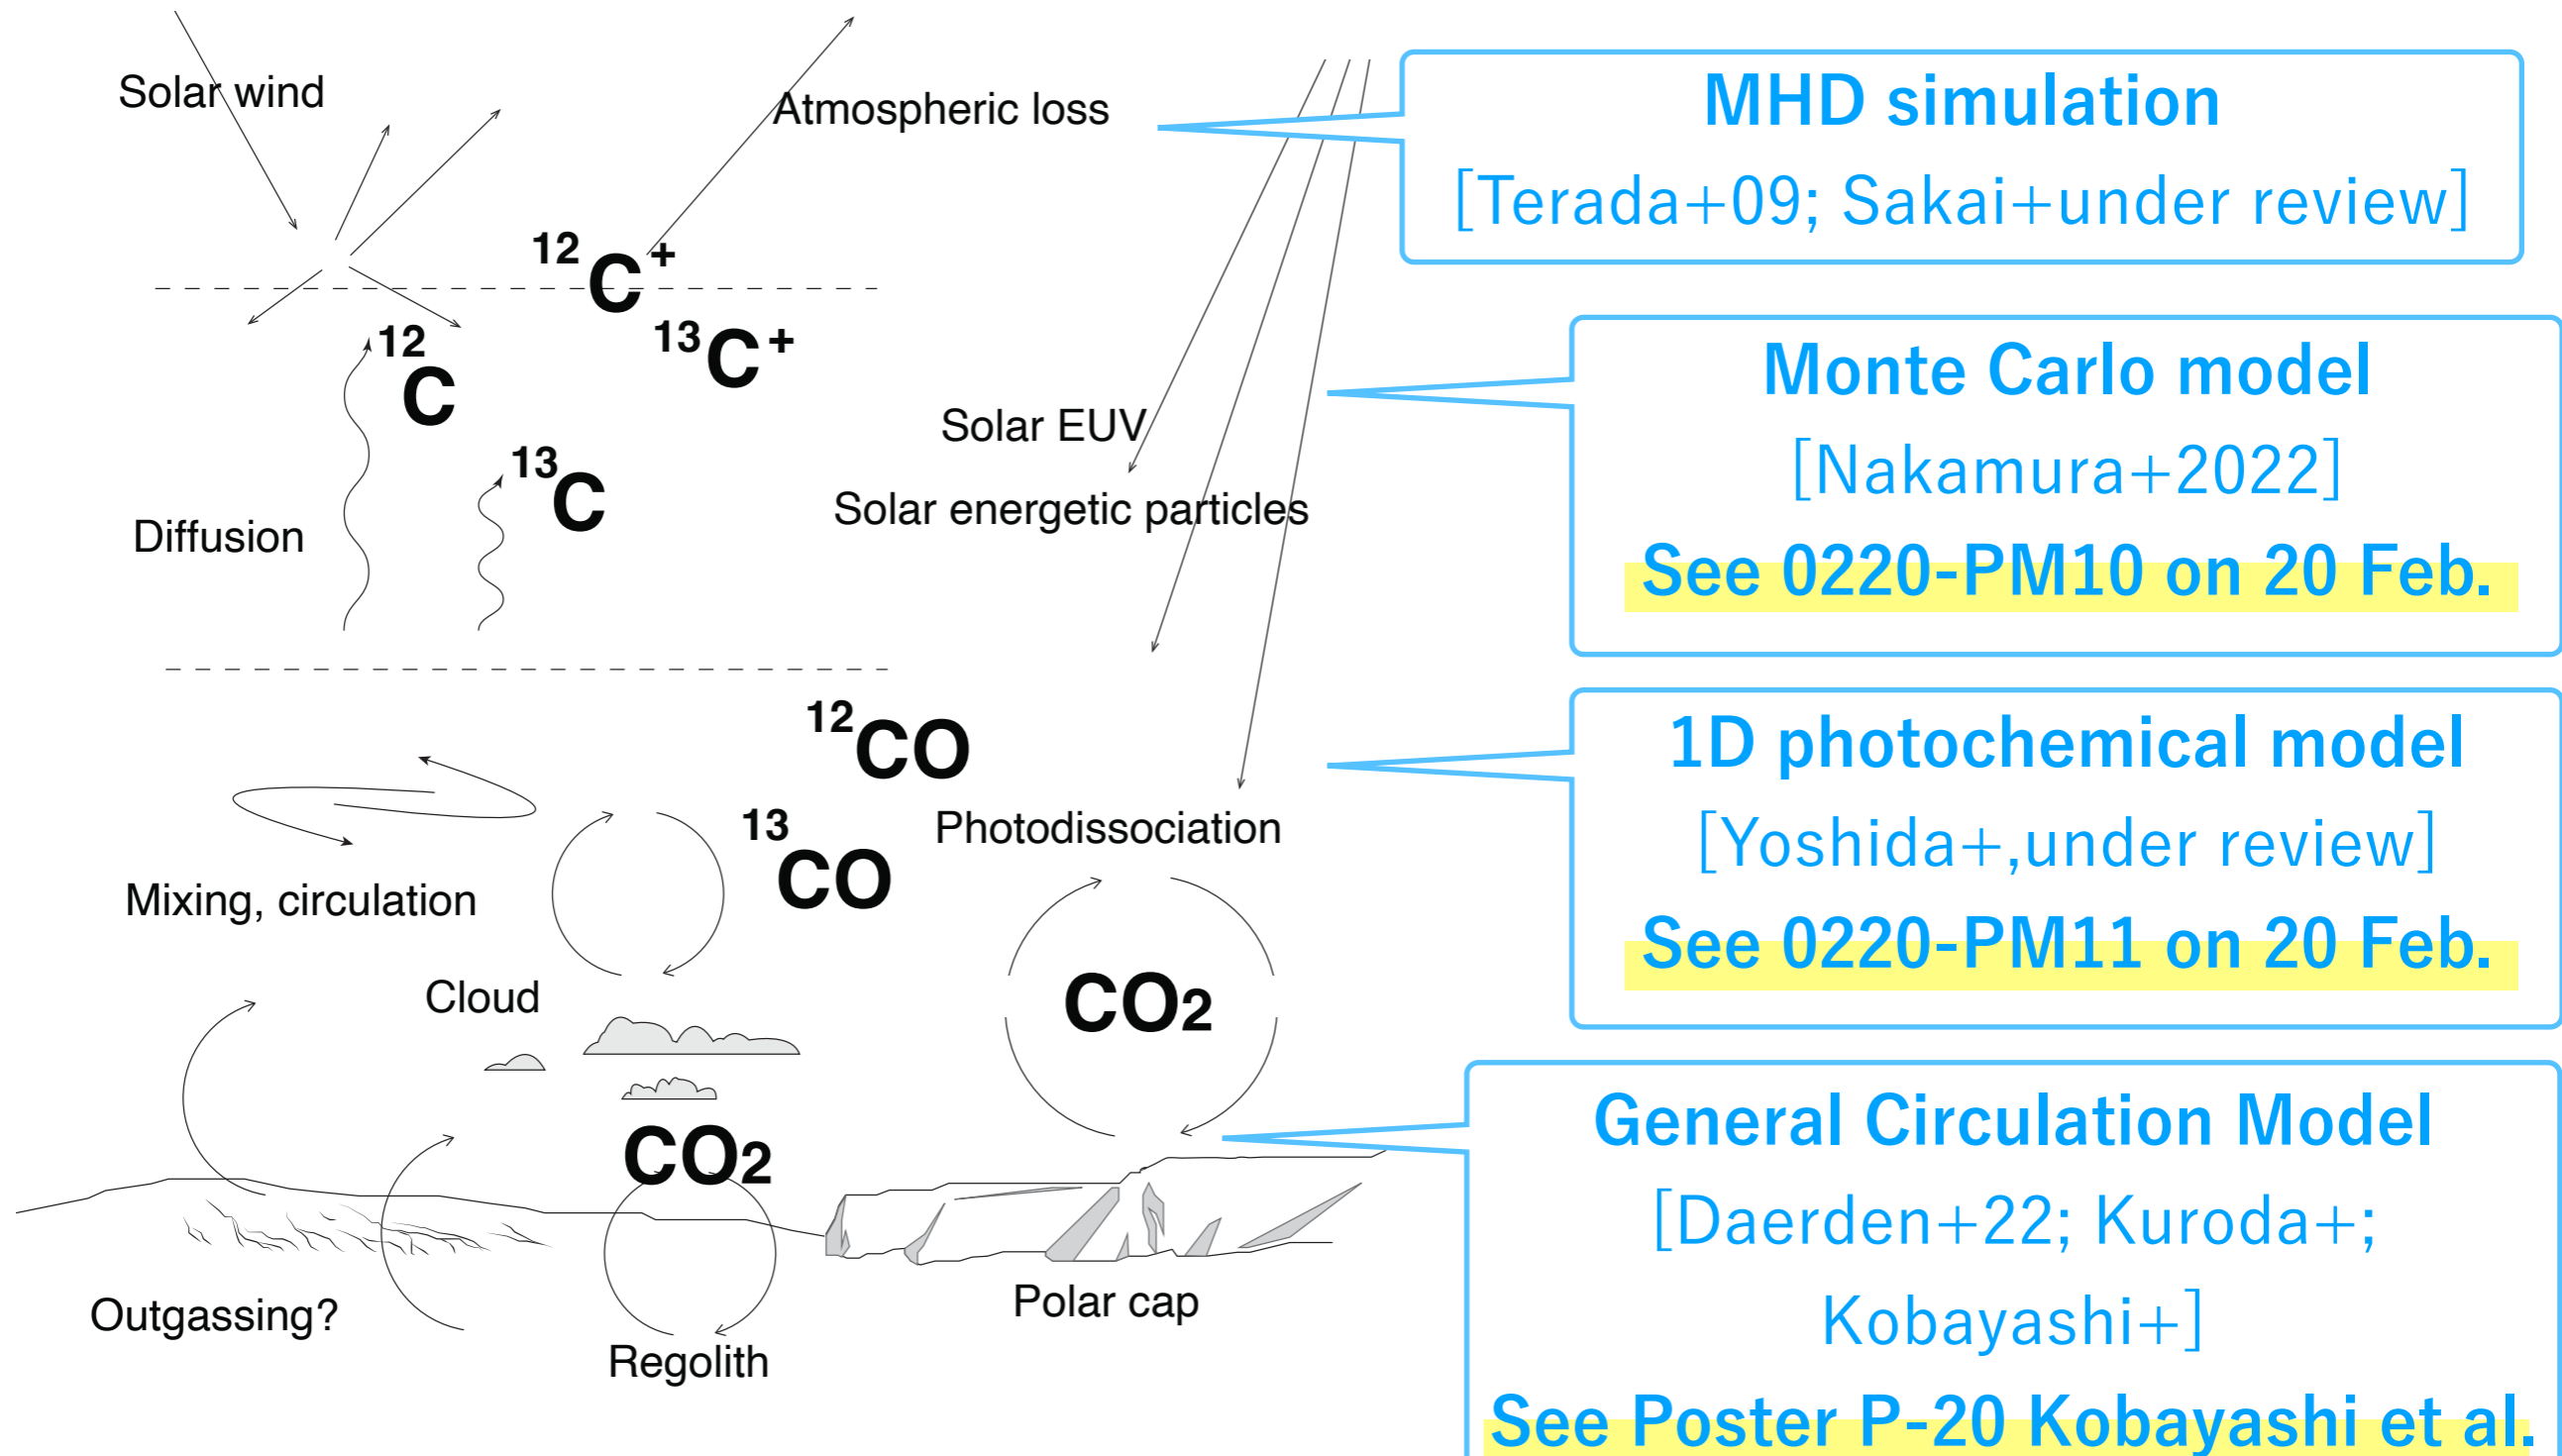 Solar wind
Atmospheric loss
12C+
13C+
12C
13C
Diffusion
Solar EUV
Solar energetic particles
12CO
13CO
Photodissociation
Mixing, circulation
Cloud
CO2
CO2
Outgassing?
Regolith
Polar cap
MHD simulation
[Terada+09; Sakai+under review]
Monte Carlo model
[Nakamura+2022]
See 0220-PM10 on 20 Feb.
1D photochemical model
[Yoshida+,under review]
See 0220-PM11 on 20 Feb.
General Circulation Model
[Daerden+22; Kuroda+;
Kobayashi+]
See Poster P-20 Kobayashi et al.